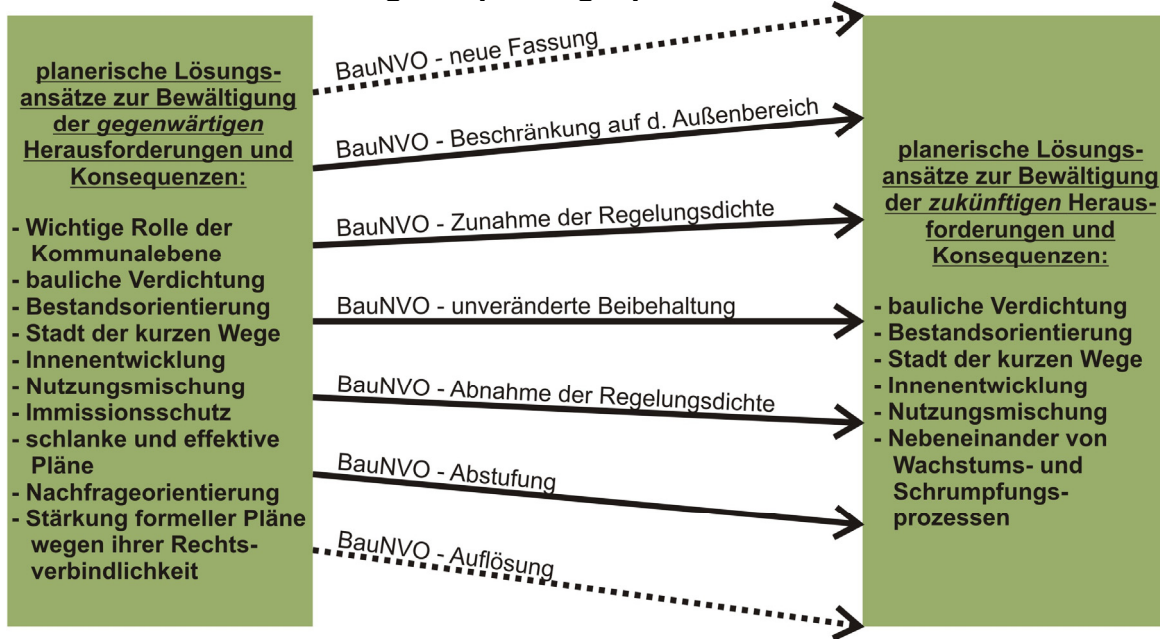 planerische Lösungs-
ansätze zur Bewältigung
der gegenwärtigen
Herausforderungen und
Konsequenzen:
- Wichtige Rolle der
Kommunalebene
- bauliche Verdichtung
- Bestandsorientierung
- Stadt der kurzen Wege
- Innenentwicklung
- Nutzungsmischung
- Immissionsschutz
- schlanke und effektive
Pläne
- Nachfrageorientierung
- Stärkung formeller Pläne
wegen ihrer Rechts-
verbindlichkeit
BauNVO - neue Fassung
BauNVO - Beschränkung auf d. Außenbereich
BauNVO - Zunahme der Regelungsdichte
BauNVO - unveränderte Beibehaltung
BauNVO - Abnahme der Regelungsdichte
BauNVO - Abstufung
BauNVO - Auflösung
planerische Lösungs-
ansätze zur Bewältigung
der zukünftigen Heraus-
forderungen und
Konsequenzen:
- bauliche Verdichtung
- Bestandsorientierung
- Stadt der kurzen Wege
- Innenentwicklung
- Nutzungsmischung
- Nebeneinander von
Wachstums- und
Schrumpfungs-
prozessen